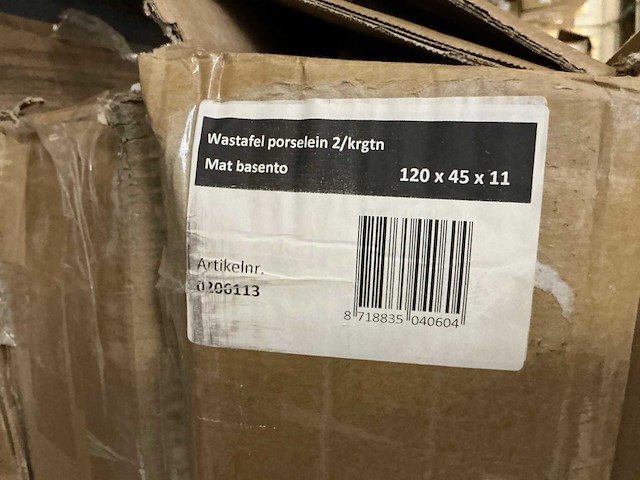 Wastafel porselein 2/krgtn
Mat basento 120 x 45 x 11
Artikelnr.
0206113
8 718835 040604